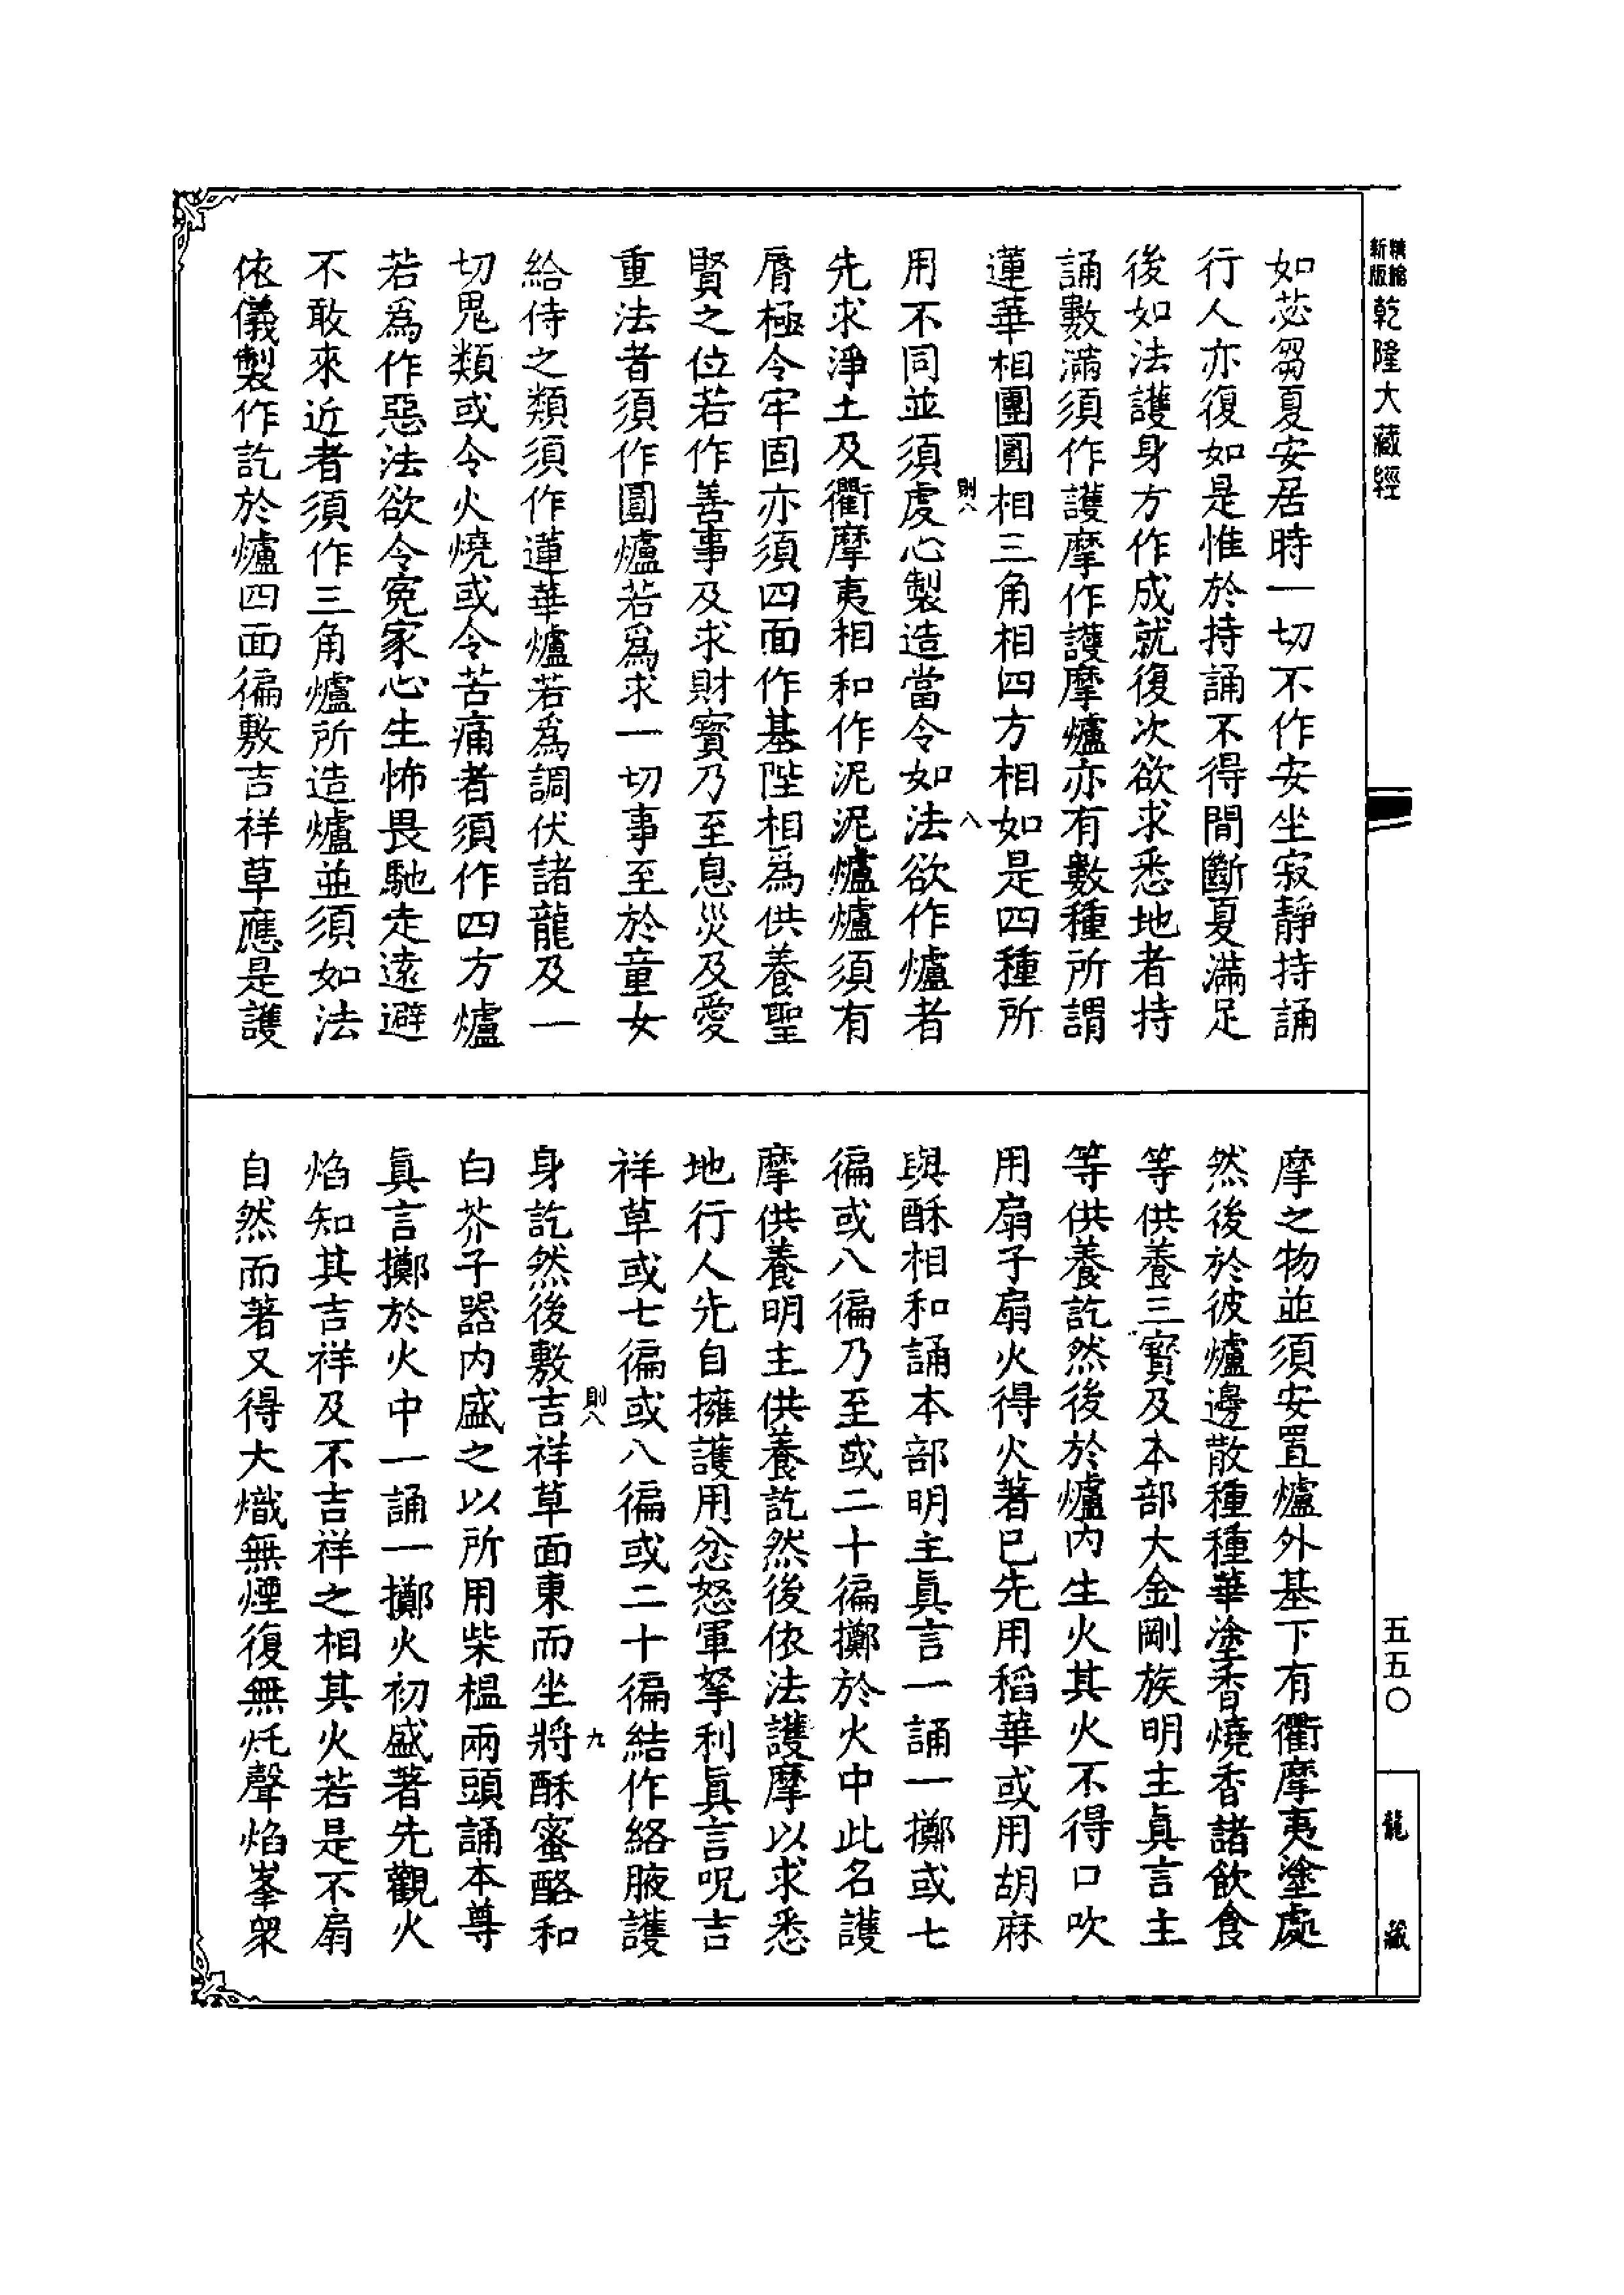 精繪
新版
乾隆大藏經
如苾芻夏安居時一切不作安坐寂靜持誦
行人亦復如是惟於持誦不得間斷夏滿足
後如法護身方作成就復次欲求悉地者持
誦數滿須作護摩作護摩爐亦有數種所謂
蓮華相團圓相三角相四方相如是四種所
則八
八
用不同並須虔心製造當令如法欲作爐者
先求淨土及衢摩夷相和作泥泥爐爐須有
脣極令牢固亦須四面作基陛相爲供養聖
賢之位若作善事及求財寶乃至息災及愛
重法者須作圓爐若爲求一切事至於童女
給侍之類須作蓮華爐若爲調伏諸龍及一
切鬼類或令火燒或令苦痛者須作四方爐
若爲作惡法欲令冤家心生怖畏馳走遠避
不敢來近者須作三角爐所造爐並須如法
依儀製作訖於爐四面徧敷吉祥草應是護
摩之物並須安置爐外基下有衢摩夷塗處
然後於彼爐邊散種種華塗香燒香諸飲食
等供養三寶及本部大金剛族明主眞言主
等供養訖然後於爐內生火其火不得口吹
用扇子扇火得火著已先用稻華或用胡麻
與酥相和誦本部明主眞言一誦一擲或七
徧或八徧乃至或二十徧擲於火中此名護
摩供養明主供養訖然後依法護摩以求悉
地行人先自擁護用忿怒軍拏利眞言呪吉
祥草或七徧或八徧或二十徧結作絡腋護
則八
九
身訖然後敷吉祥草面東而坐將酥蜜酪和
白芥子器内盛之以所用柴榅兩頭誦本尊
眞言擲於火中一誦一擲火初盛著先觀火
焰知其吉祥及不吉祥之相其火若是不扇
自然而著又得大熾無煙復無灹聲焰峯衆
五五〇
龍藏